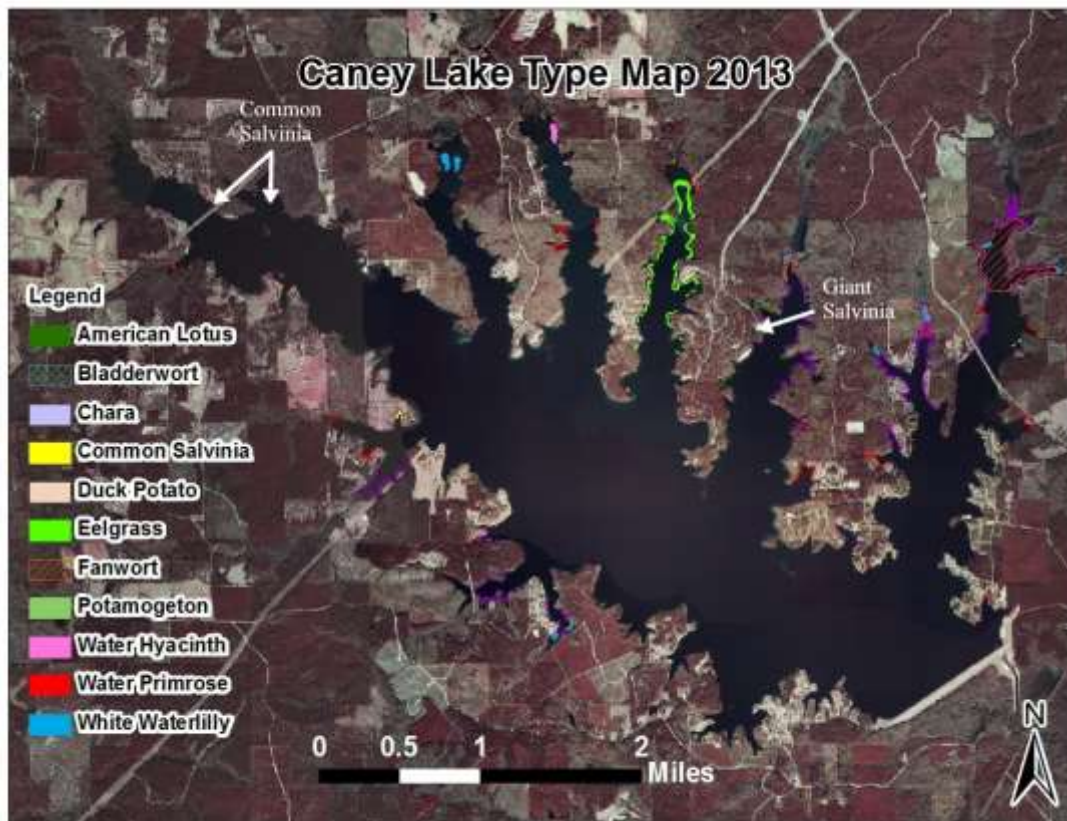 Caney Lake Type Map 2013
Common
Salvinia
Giant
Salvinia
Legend
American Lotus
Bladderwort
Chara
Common Salvinia
Duck Potato
Eelgrass
Fanwort
Potamogeton
Water Hyacinth
Water Primrose
White Waterlilly
0 0.5 1 2
Miles
N